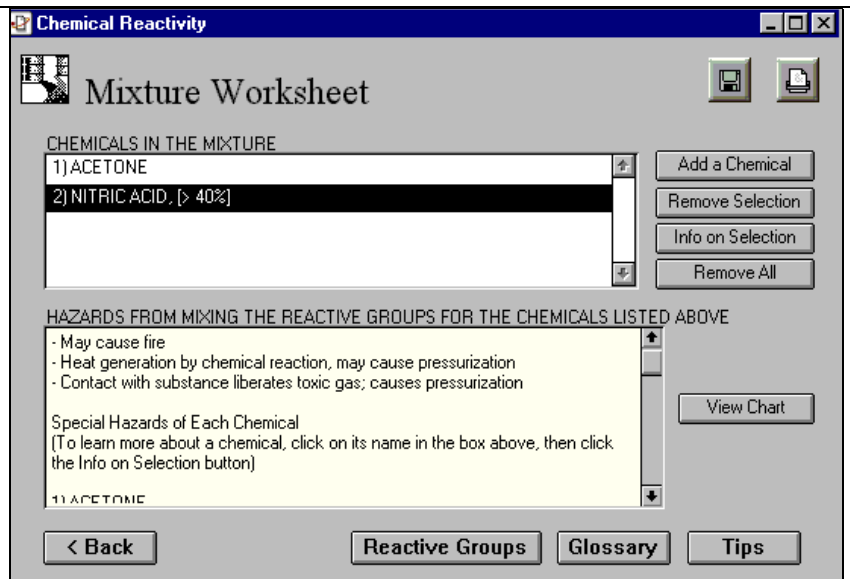 Chemical Reactivity
Mixture Worksheet
CHEMICALS IN THE MIXTURE
1) ACETONE
2) NITRIC ACID, [> 40%]
Add a Chemical
Remove Selection
Info on Selection
Remove All
HAZARDS FROM MIXING THE REACTIVE GROUPS FOR THE CHEMICALS LISTED ABOVE
- May cause fire
- Heat generation by chemical reaction, may cause pressurization
- Contact with substance liberates toxic gas; causes pressurization
Special Hazards of Each Chemical
(To learn more about a chemical, click on its name in the box above, then click
the Info on Selection button)
1) ACETONE
View Chart
< Back
Reactive Groups
Glossary
Tips